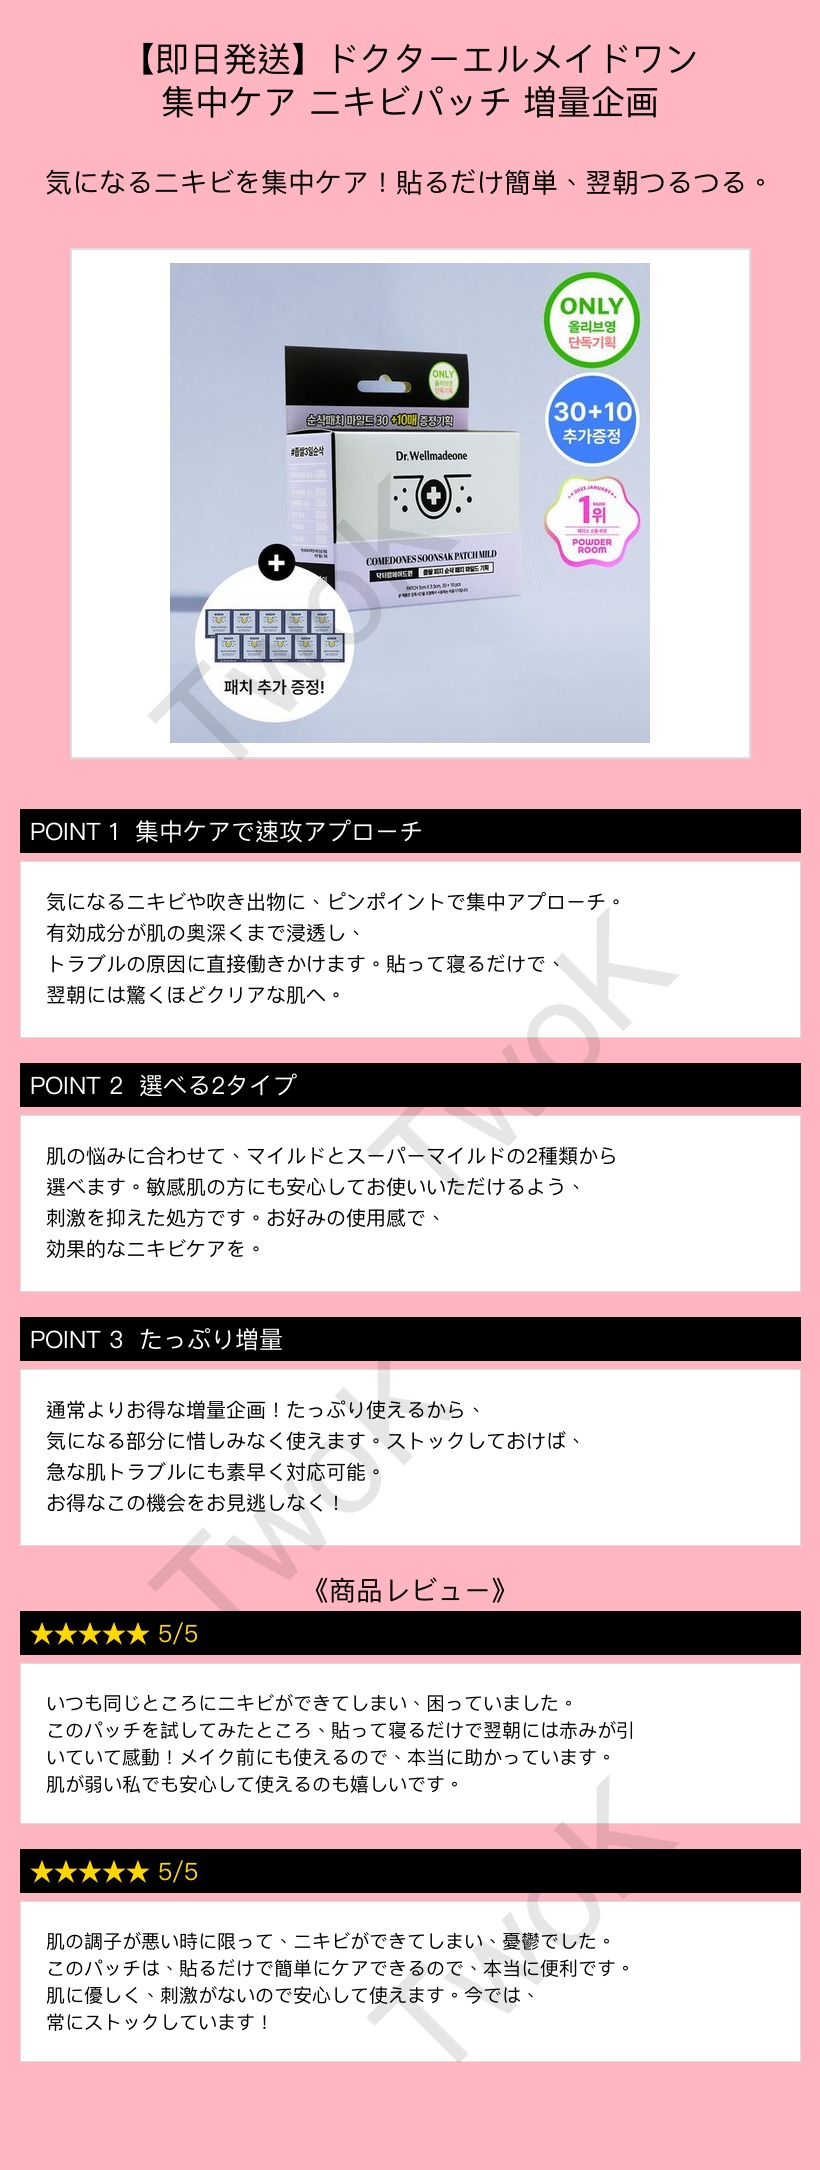 【即日発送】ドクターエルメイドワン
集中ケア ニキビパッチ 増量企画
気になるニキビを集中ケア！貼るだけ簡単、翌朝つるつる。
ONLY
올리브영
단독기획
30+10
추가증정
2023 JANUARY
RANK
1위
POWDER
ROOM
ONLY
올리브영
단독기획
순삭패치 마일드 30 +10매 증정기획
#좁쌀3일순삭
Dr.Wellmadeone
COMEDONES SOONSAK PATCH MILD
닥터웰메이드원 좁쌀 피지 순삭 패치 마일드 기획
패치 추가 증정!
TwoK
POINT 1 集中ケアで速攻アプローチ
気になるニキビや吹き出物に、ピンポイントで集中アプローチ。
有効成分が肌の奥深くまで浸透し、
トラブルの原因に直接働きかけます。貼って寝るだけで、
翌朝には驚くほどクリアな肌へ。
TwoK
POINT 2 選べる2タイプ
肌の悩みに合わせて、マイルドとスーパーマイルドの2種類から
選べます。敏感肌の方にも安心してお使いいただけるよう、
刺激を抑えた処方です。お好みの使用感で、
効果的なニキビケアを。
POINT 3 たっぷり増量
通常よりお得な増量企画！たっぷり使えるから、
気になる部分に惜しみなく使えます。ストックしておけば、
急な肌トラブルにも素早く対応可能。
お得なこの機会をお見逃しなく！
TwoK
《商品レビュー》
★★★★★ 5/5
いつも同じところにニキビができてしまい、困っていました。
このパッチを試してみたところ、貼って寝るだけで翌朝には赤みが引
いていて感動！メイク前にも使えるので、本当に助かっています。
肌が弱い私でも安心して使えるのも嬉しいです。
★★★★★ 5/5
肌の調子が悪い時に限って、ニキビができてしまい、憂鬱でした。
このパッチは、貼るだけで簡単にケアできるので、本当に便利です。
肌に優しく、刺激がないので安心して使えます。今では、
常にストックしています！
TwoK